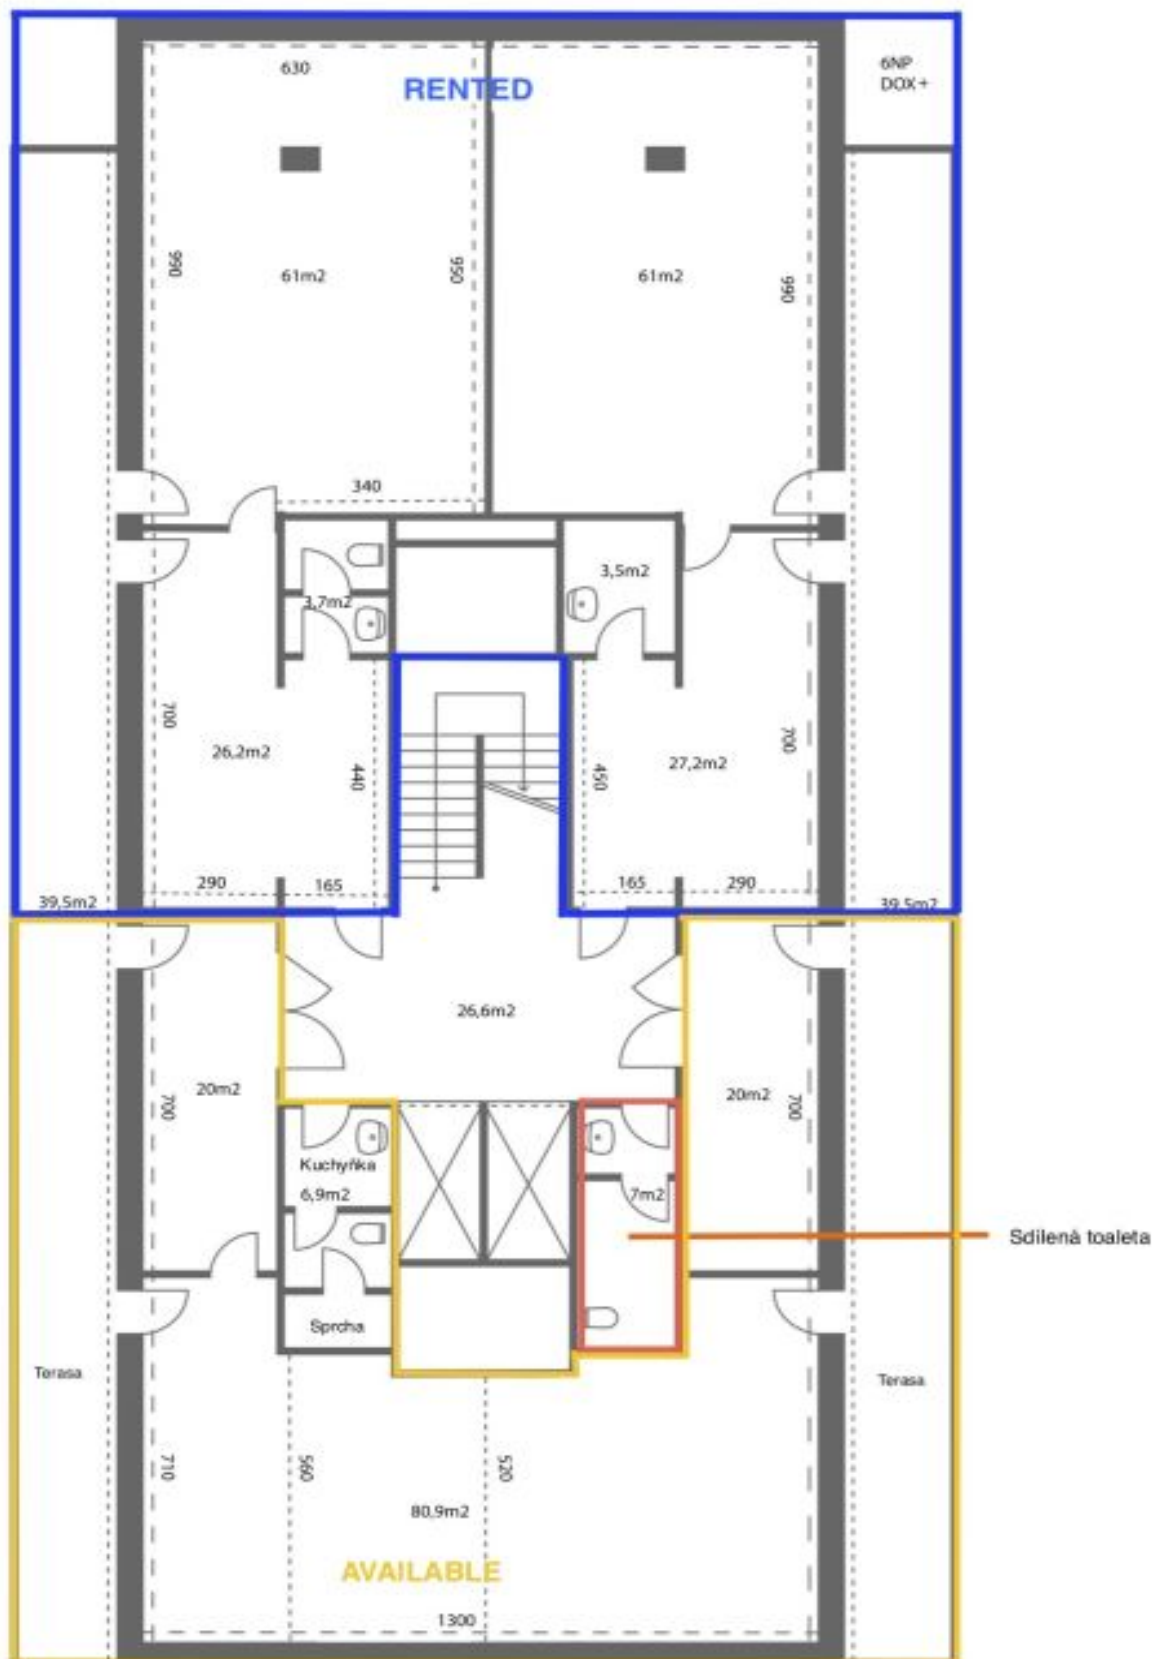 630
RENTED
6NP
DOX+
990
61m2
950
61m2
990
340
3,7m2
3,5m2
700
26,2m2
440
450
27,2m2
700
290
165
165
290
39,5m2
39,5m2
26,6m2
20m2
700
20m2
700
Kuchyňka
6,9m2
7m2
Sdílená toaleta
Sprcha
Terasa
Terasa
710
560
520
80,9m2
AVAILABLE
1300